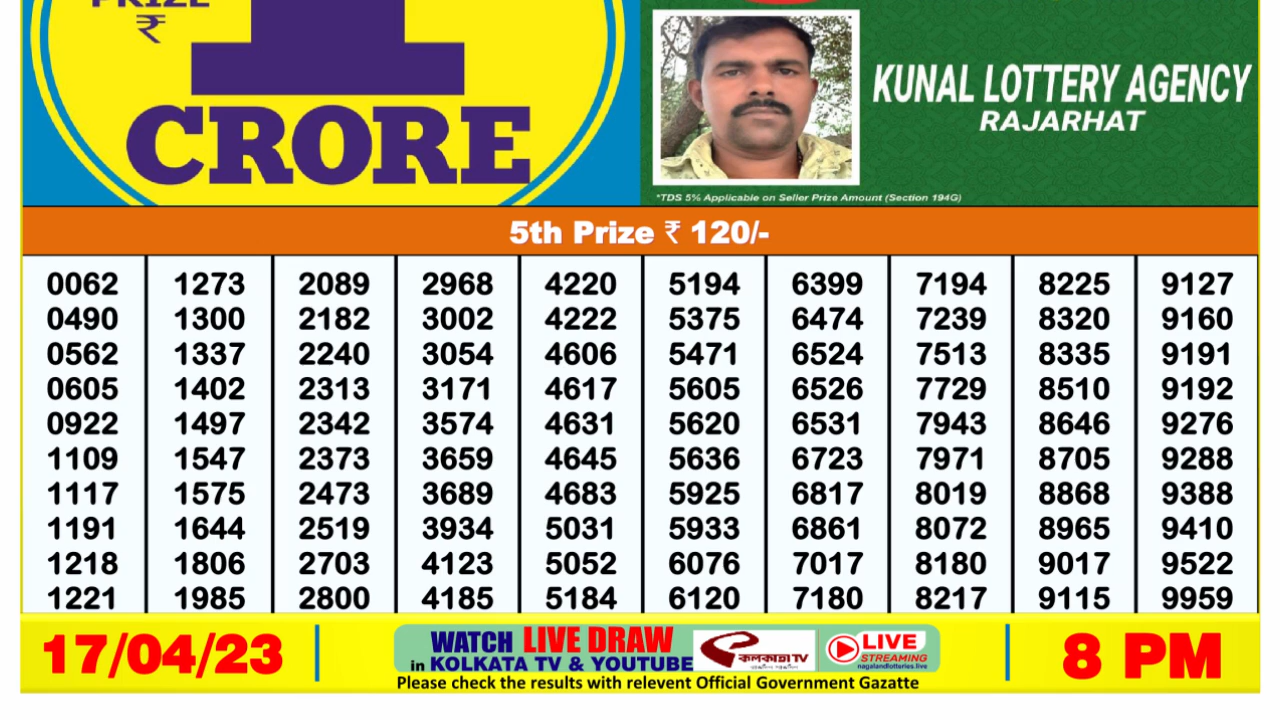 PRIZE
₹
1
CRORE
KUNAL LOTTERY AGENCY
RAJARHAT
*TDS 5% Applicable on Seller Prize Amount (Section 194G)
5th Prize ₹ 120/-
0062 1273 2089 2968 4220 5194 6399 7194 8225 9127
0490 1300 2182 3002 4222 5375 6474 7239 8320 9160
0562 1337 2240 3054 4606 5471 6524 7513 8335 9191
0605 1402 2313 3171 4617 5605 6526 7729 8510 9192
0922 1497 2342 3574 4631 5620 6531 7943 8646 9276
1109 1547 2373 3659 4645 5636 6723 7971 8705 9288
1117 1575 2473 3689 4683 5925 6817 8019 8868 9388
1191 1644 2519 3934 5031 5933 6861 8072 8965 9410
1218 1806 2703 4123 5052 6076 7017 8180 9017 9522
1221 1985 2800 4185 5184 6120 7180 8217 9115 9959
17/04/23
WATCH LIVE DRAW
in KOLKATA TV & YOUTUBE
কলকাতা TV
LIVE
STREAMING
nagalandlotteries.live
Please check the results with relevent Official Government Gazatte
8 PM